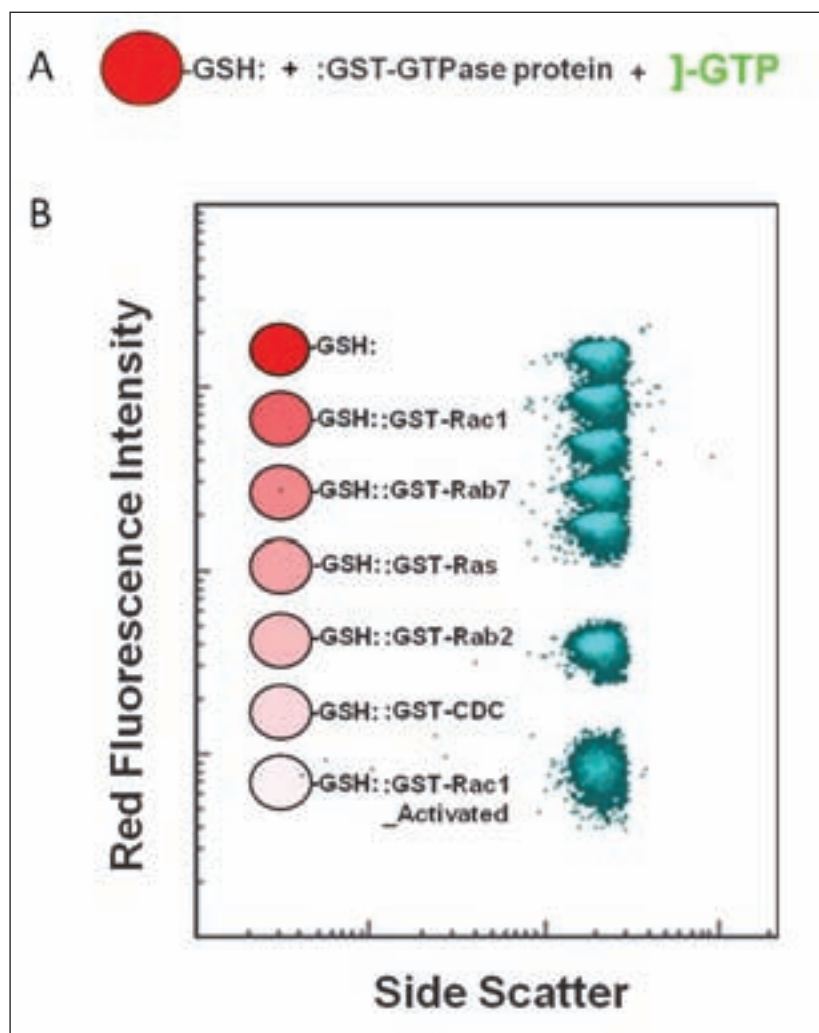 A
-GSH: + :GST-GTPase protein + ]-GTP
B
Red Fluorescence Intensity
-GSH:
-GSH::GST-Rac1
-GSH::GST-Rab7
-GSH::GST-Ras
-GSH::GST-Rab2
-GSH::GST-CDC
-GSH::GST-Rac1
_Activated
Side Scatter